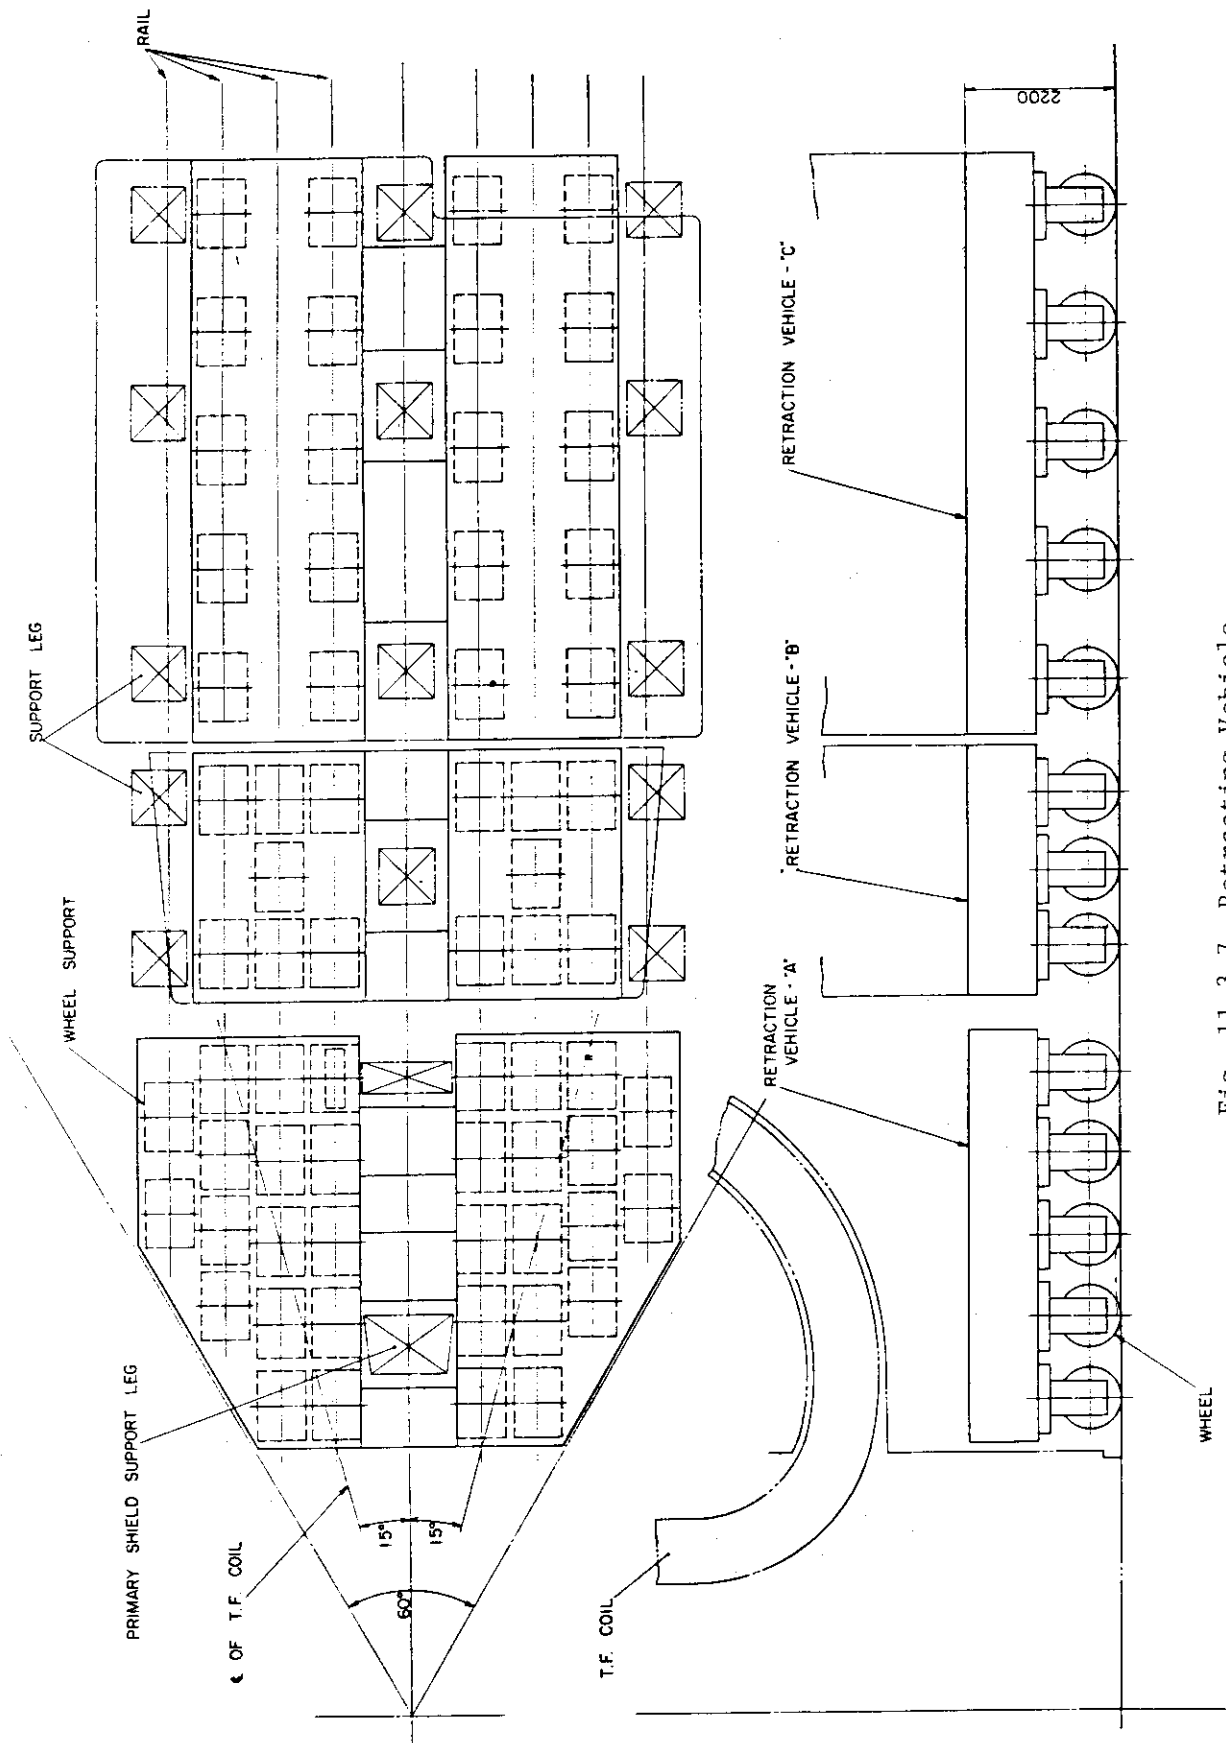 RAIL
SUPPORT LEG
WHEEL SUPPORT
PRIMARY SHIELD SUPPORT LEG
℄ OF T.F. COIL
15°
15°
60°
T.F. COIL
RETRACTION
VEHICLE - "A"
"RETRACTION VEHICLE - "B"
RETRACTION VEHICLE - "C"
2200
WHEEL
Fig. 11.3.7 Retracting Vehicle